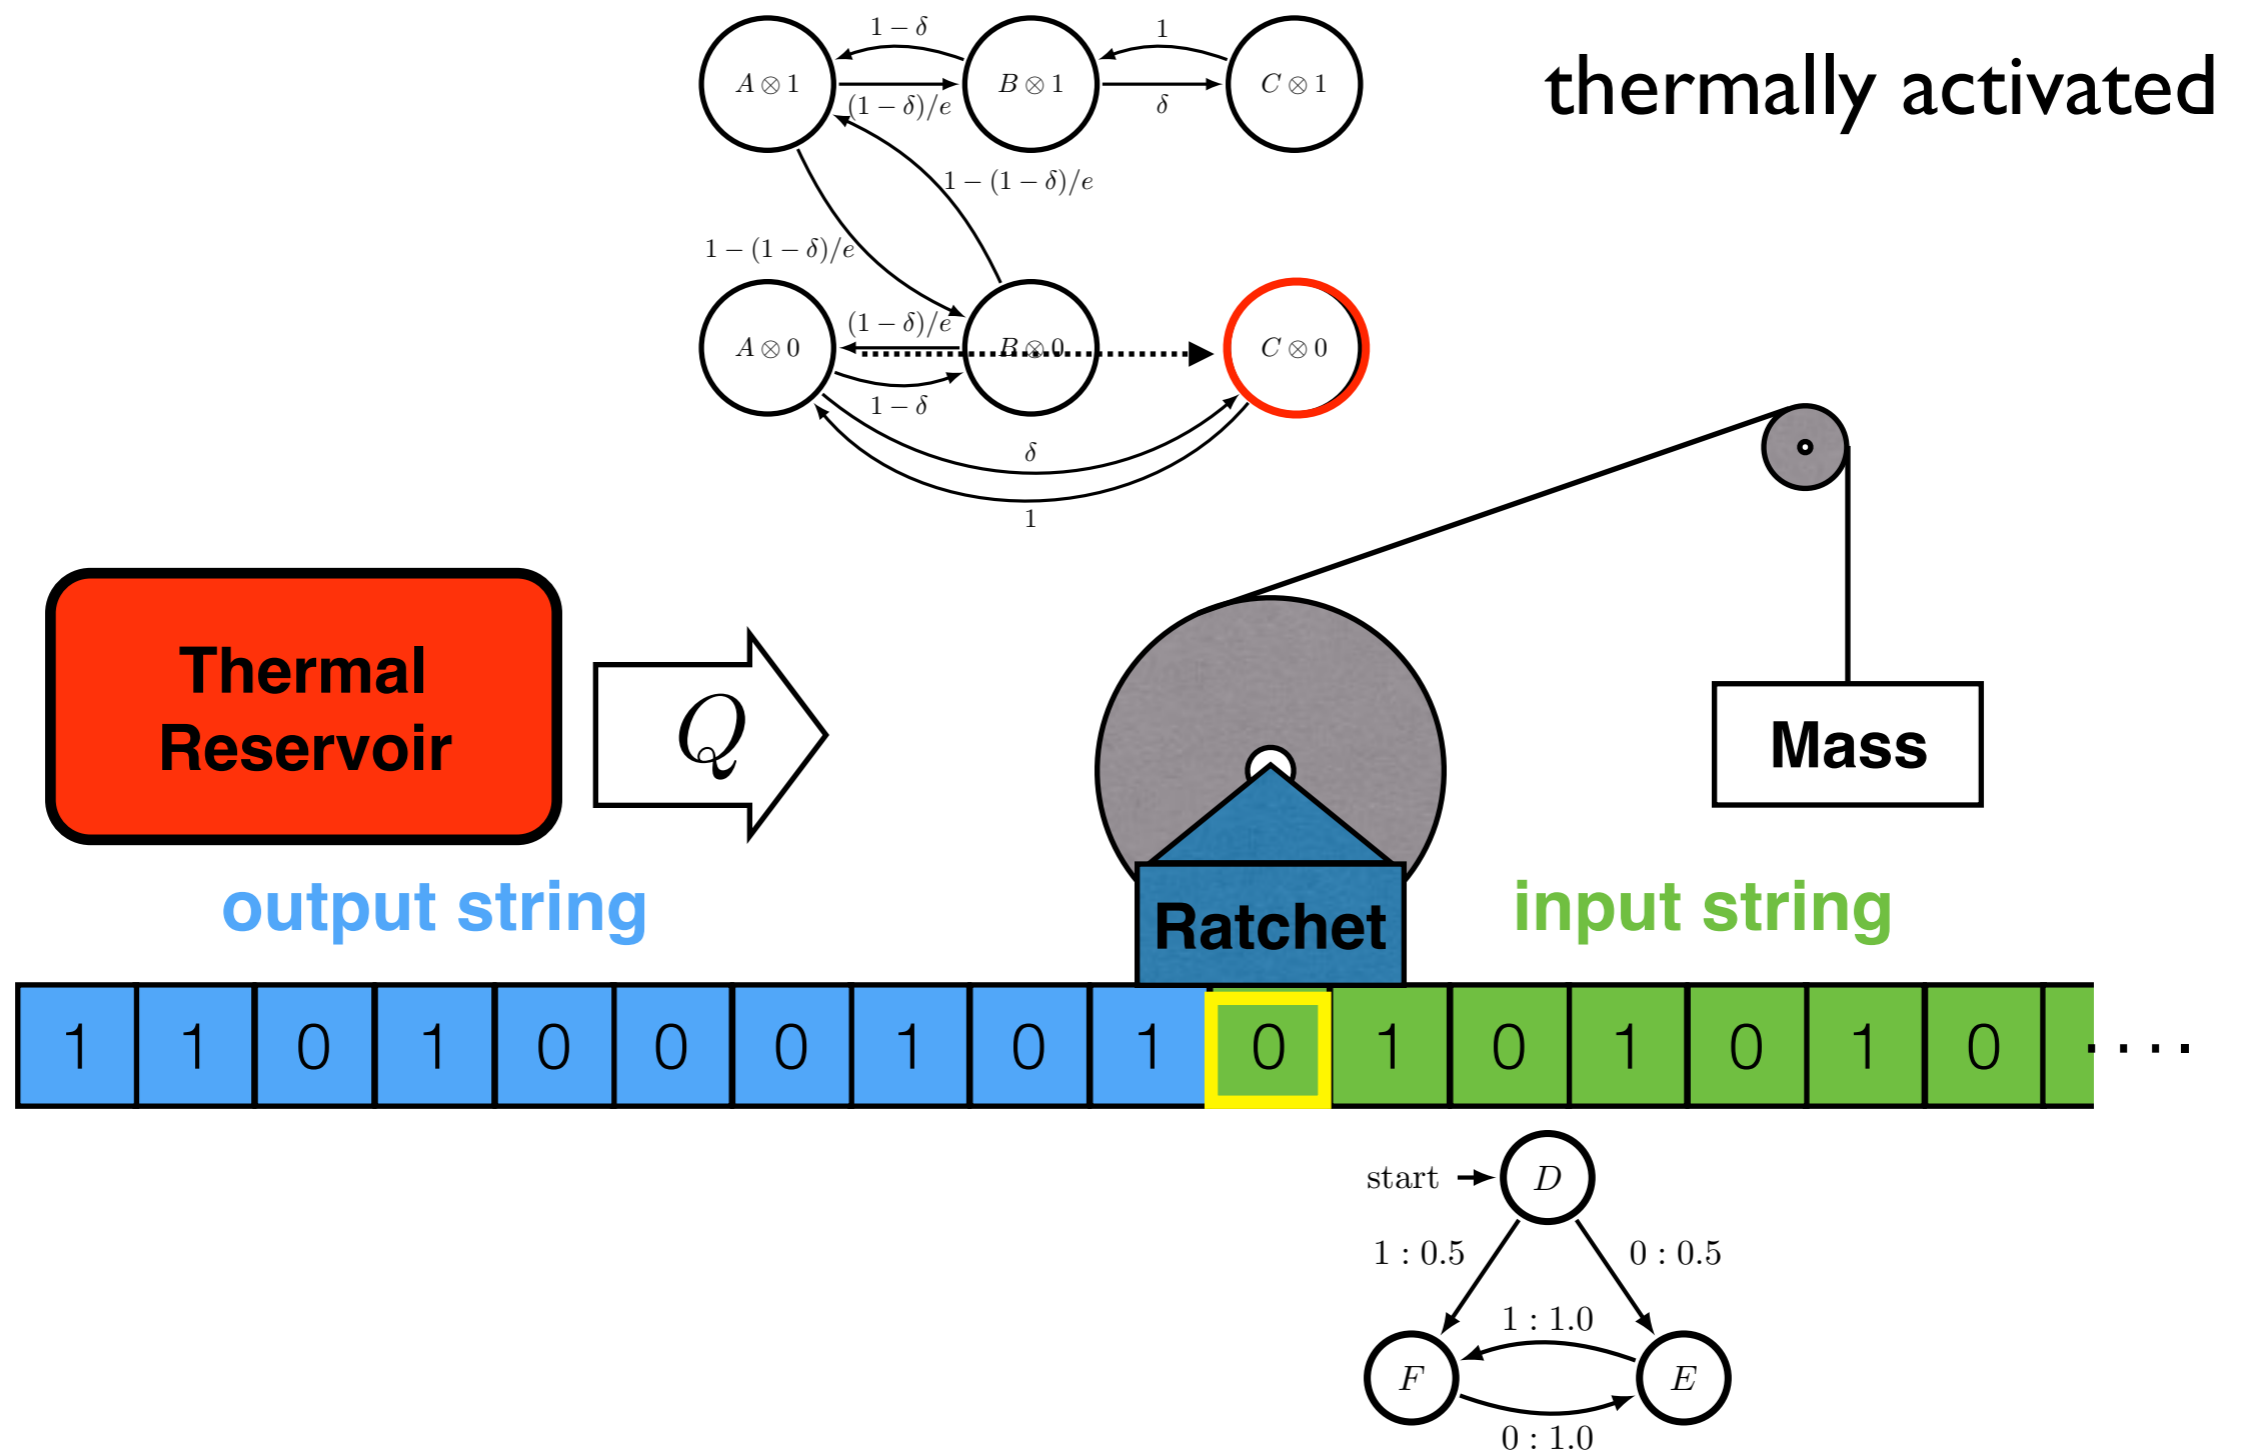 1 − δ
1
A ⊗ 1
B ⊗ 1
C ⊗ 1
thermally activated
(1 − δ)/e
δ
1 − (1 − δ)/e
1 − (1 − δ)/e
(1 − δ)/e
A ⊗ 0
B ⊗ 0
C ⊗ 0
1 − δ
δ
1
Thermal
Reservoir
Q
Mass
output string
Ratchet
input string
1 1 0 1 0 0 0 1 0 1 0 1 0 1 0 1 0 ····
start
D
1 : 0.5
0 : 0.5
1 : 1.0
F
E
0 : 1.0